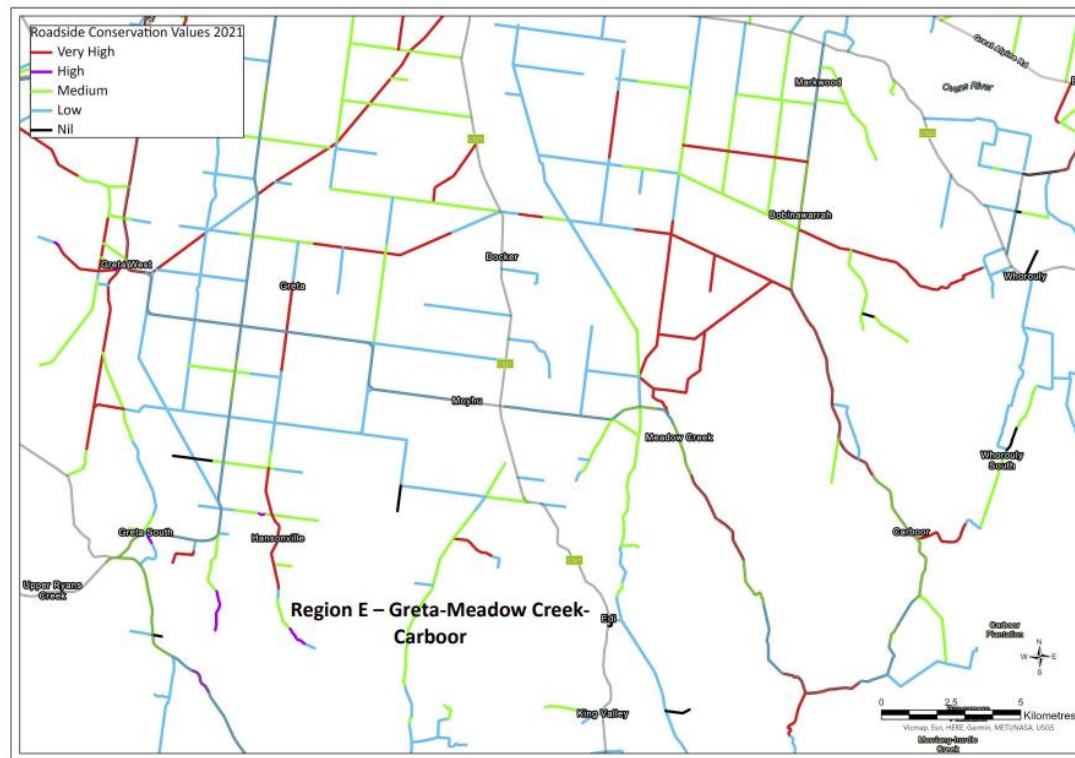 Roadside Conservation Values 2021
Very High
High
Medium
Low
Nil
Great Alpine Rd
Markwood
Bobinawarrah
Greta West
Docker
Whorouly
Greta
Moyhu
Meadow Creek
Whorouly
South
Greta South
Hansonville
Carboor
Upper Ryans
Creek
Region E – Greta-Meadow Creek-
Carboor
Edi
Carboor
Plantation
N
W E
S
King Valley
0 2.5 5
Kilometres
Vicmap, Esri, HERE, Garmin, METI/NASA, USGS
Creek